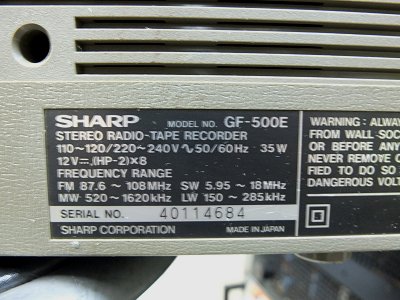 SHARP MODEL NO. GF-500E
STEREO RADIO-TAPE RECORDER
110~120/220~240V∿50/60Hz 35W
12V⎓(HP-2)×8
FREQUENCY RANGE
FM 87.6 ~ 108MHz SW 5.95 ~ 18MHz
MW 520 ~ 1620kHz LW 150 ~ 285kHz
SERIAL NO. 40114684
SHARP CORPORATION MADE IN JAPAN
WARNING: ALWAY
FROM WALL-SOC
OR BEFORE ANY
NEVER REMOVE
FIED TO DO SO
DANGEROUS VOLT